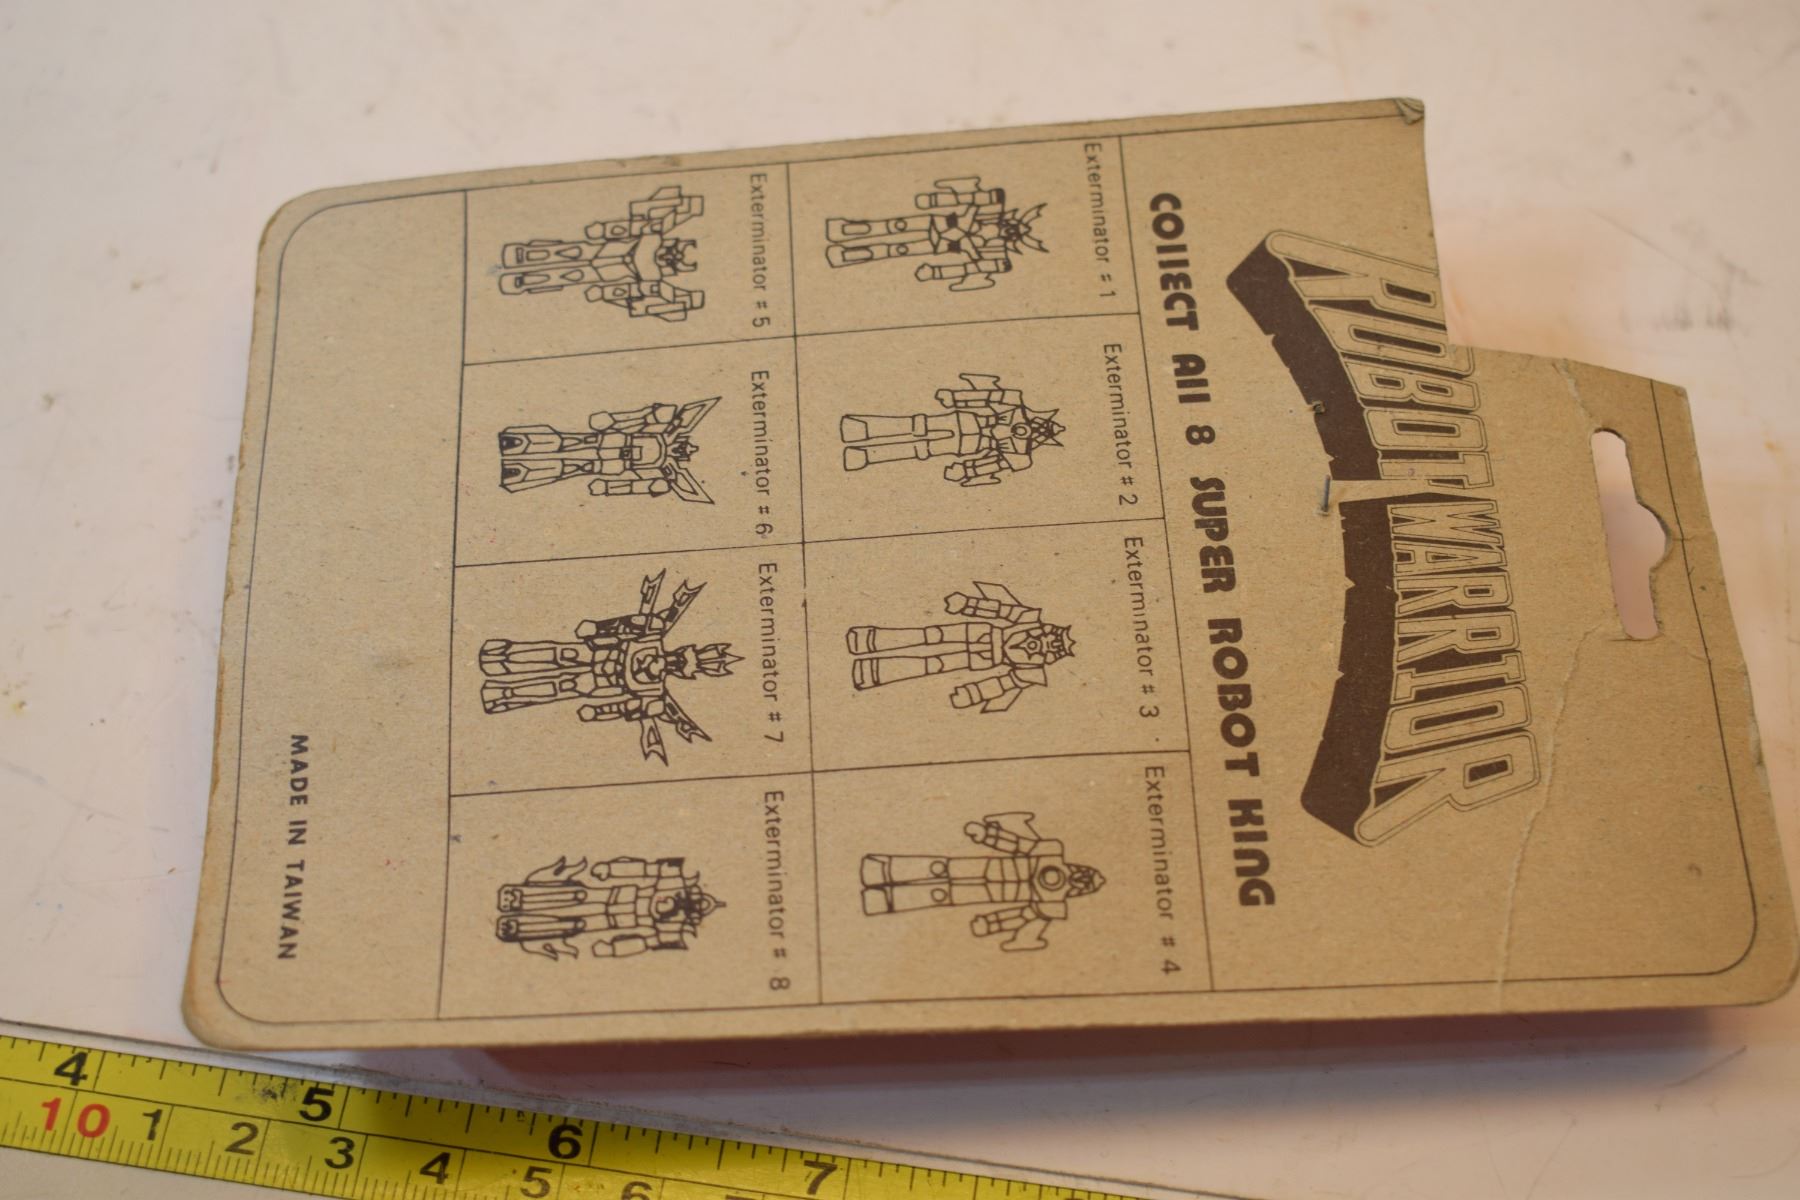 ROBOT WARRIOR
COllECT All 8 SUPER ROBOT KING
Exterminator # 1
Exterminator # 2
Exterminator # 3
Exterminator # 4
Exterminator # 5
Exterminator # 6
Exterminator # 7
Exterminator # 8
MADE IN TAIWAN
4 5 6 7
10 1 2 3 4 5 6